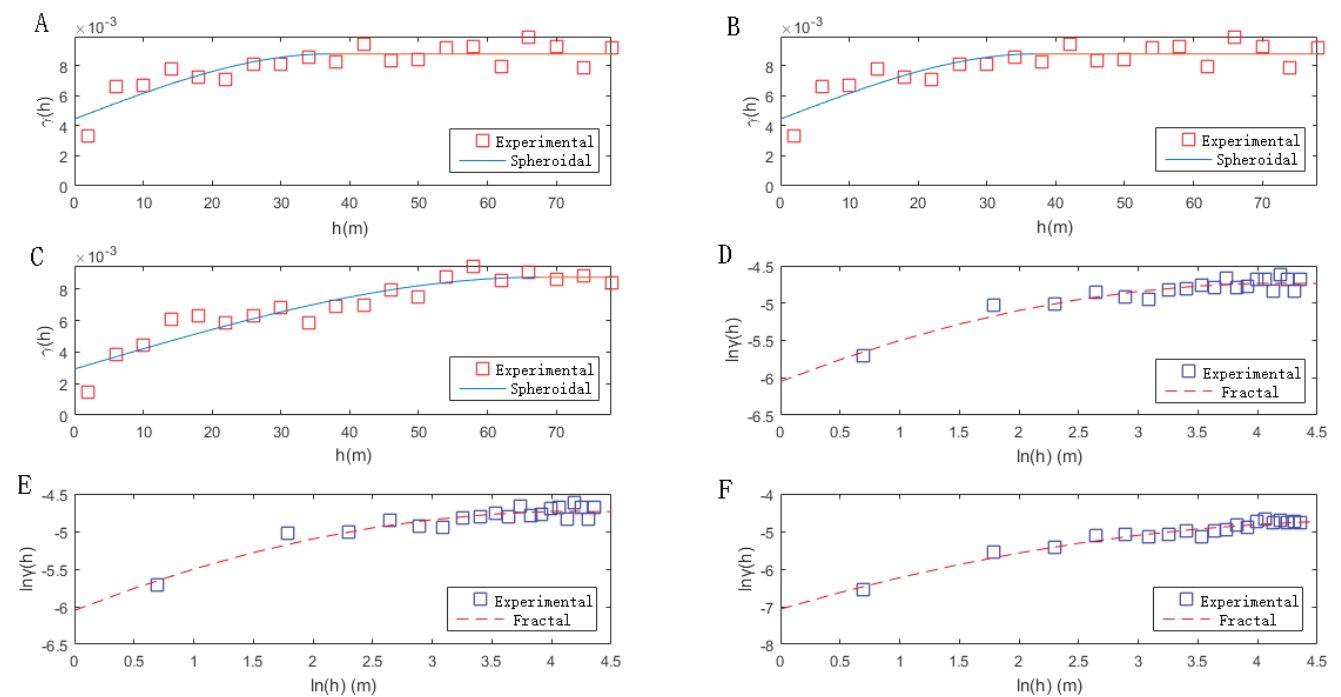 A
×10⁻³
8
6
4
2
0
γ(h)
Experimental
Spheroidal
0 10 20 30 40 50 60 70
h(m)
B
×10⁻³
8
6
4
2
0
γ(h)
Experimental
Spheroidal
0 10 20 30 40 50 60 70
h(m)
C
×10⁻³
8
6
4
2
0
γ(h)
Experimental
Spheroidal
0 10 20 30 40 50 60 70
h(m)
D
-4.5
-5
-5.5
-6
-6.5
lnγ(h)
Experimental
Fractal
0 0.5 1 1.5 2 2.5 3 3.5 4 4.5
ln(h) (m)
E
-4.5
-5
-5.5
-6
-6.5
lnγ(h)
Experimental
Fractal
0 0.5 1 1.5 2 2.5 3 3.5 4 4.5
ln(h) (m)
F
-4
-5
-6
-7
-8
lnγ(h)
Experimental
Fractal
0 0.5 1 1.5 2 2.5 3 3.5 4 4.5
ln(h) (m)